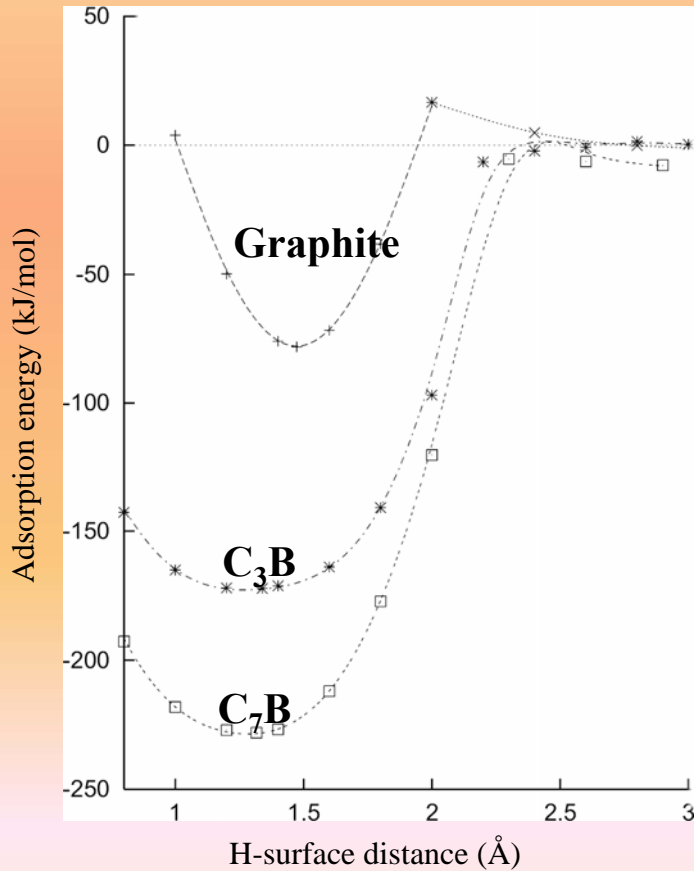 50
0
-50
-100
-150
-200
-250
Adsorption energy (kJ/mol)
Graphite
C₃B
C₇B
1
1.5
2
2.5
3
H-surface distance (Å)